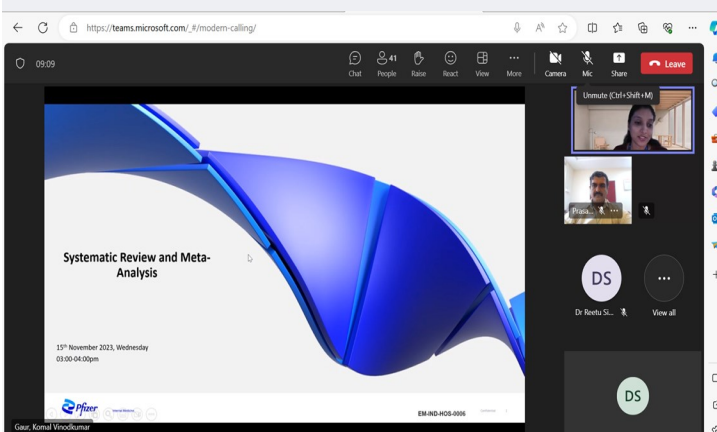 https://teams.microsoft.com/_#/modern-calling/
09:09
Chat
41
People
Raise
React
View
More
Camera
Mic
Share
Leave
Unmute (Ctrl+Shift+M)
Prasa...
Systematic Review and Meta-
Analysis
DS
Dr Reetu Si...
View all
15th November 2023, Wednesday
03:00-04:00pm
DS
Pfizer
EM-IND-HOS-0006
Gaur, Komal Vinodkumar